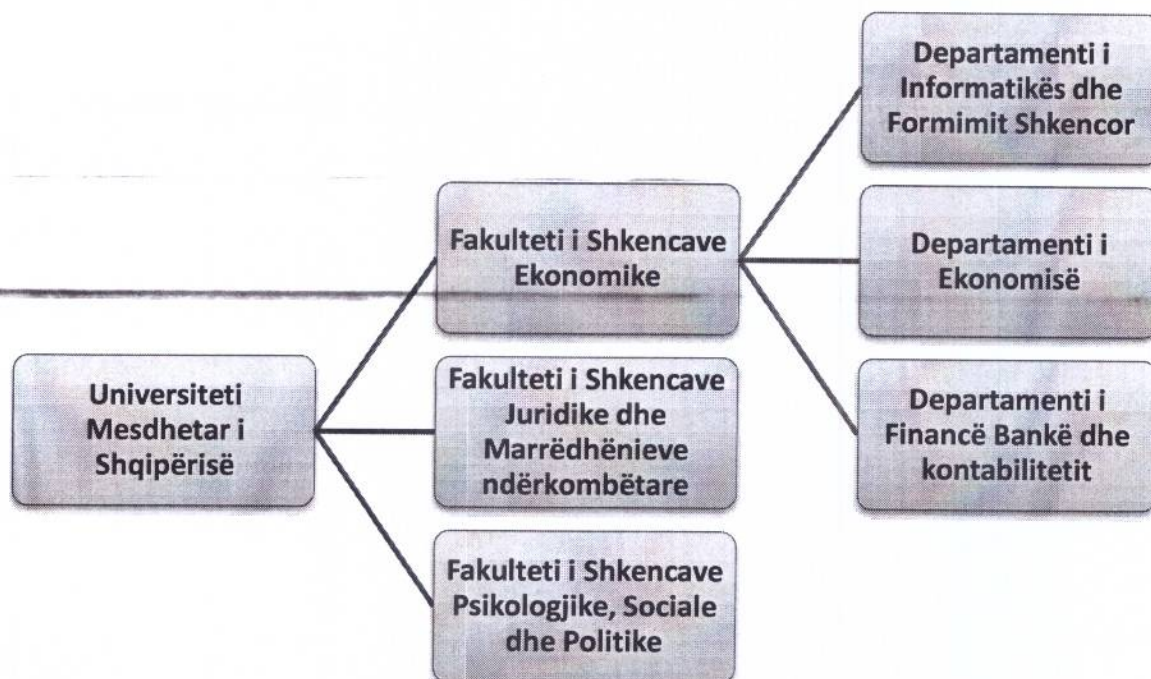 Universiteti
Mesdhetar i
Shqipërisë
Fakulteti i Shkencave
Ekonomike
Fakulteti i Shkencave
Juridike dhe
Marrëdhënieve
ndërkombëtare
Fakulteti i Shkencave
Psikologjike, Sociale
dhe Politike
Departamenti i
Informatikës dhe
Formimit Shkencor
Departamenti i
Ekonomisë
Departamenti i
Financë Bankë dhe
kontabilitetit